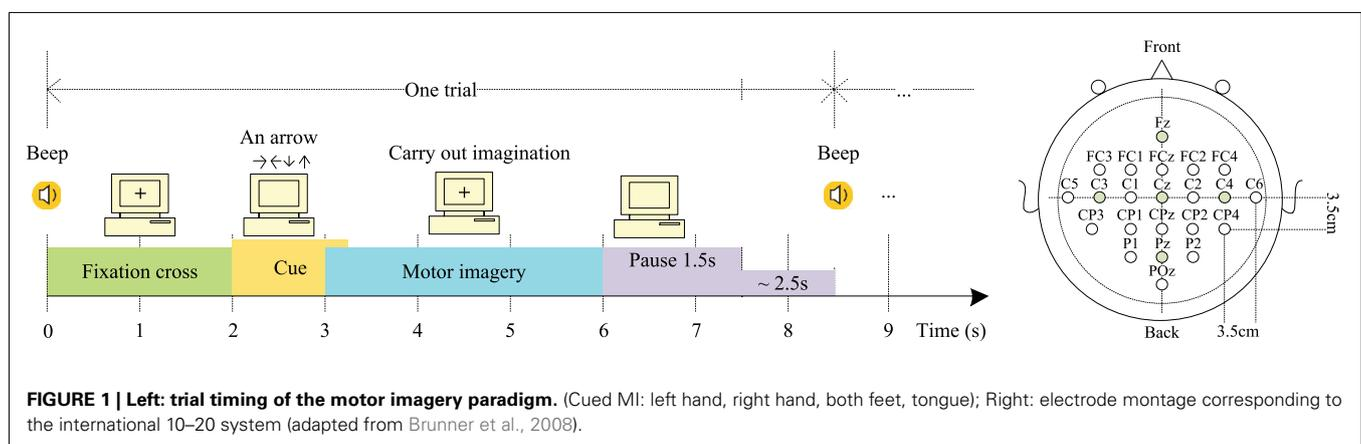 One trial
...
An arrow
→←↓↑
Beep
Carry out imagination
Beep
+
+
...
Fixation cross
Cue
Motor imagery
Pause 1.5s
~ 2.5s
0 1 2 3 4 5 6 7 8 9 Time (s)
Front
Fz
FC3 FC1 FCz FC2 FC4
C5 C3 C1 Cz C2 C4 C6
CP3 CP1 CPz CP2 CP4
P1 Pz P2
POz
3.5cm
Back
3.5cm
FIGURE 1 | Left: trial timing of the motor imagery paradigm. (Cued MI: left hand, right hand, both feet, tongue); Right: electrode montage corresponding to
the international 10–20 system (adapted from Brunner et al., 2008).